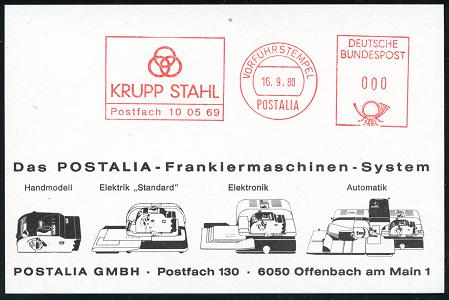 KRUPP STAHL
Postfach 10 05 69
VORFÜHRSTEMPEL
16.9.80
POSTALIA
DEUTSCHE
BUNDESPOST
000
Das POSTALIA-Frankiermaschinen-System
Handmodell Elektrik „Standard" Elektronik Automatik
POSTALIA GMBH · Postfach 130 · 6050 Offenbach am Main 1